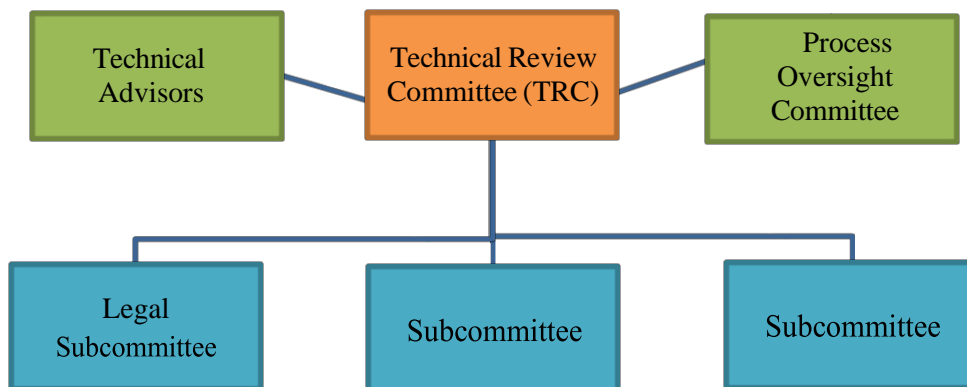 Technical
Advisors
Technical Review
Committee (TRC)
Process
Oversight
Committee
Legal
Subcommittee
Subcommittee
Subcommittee